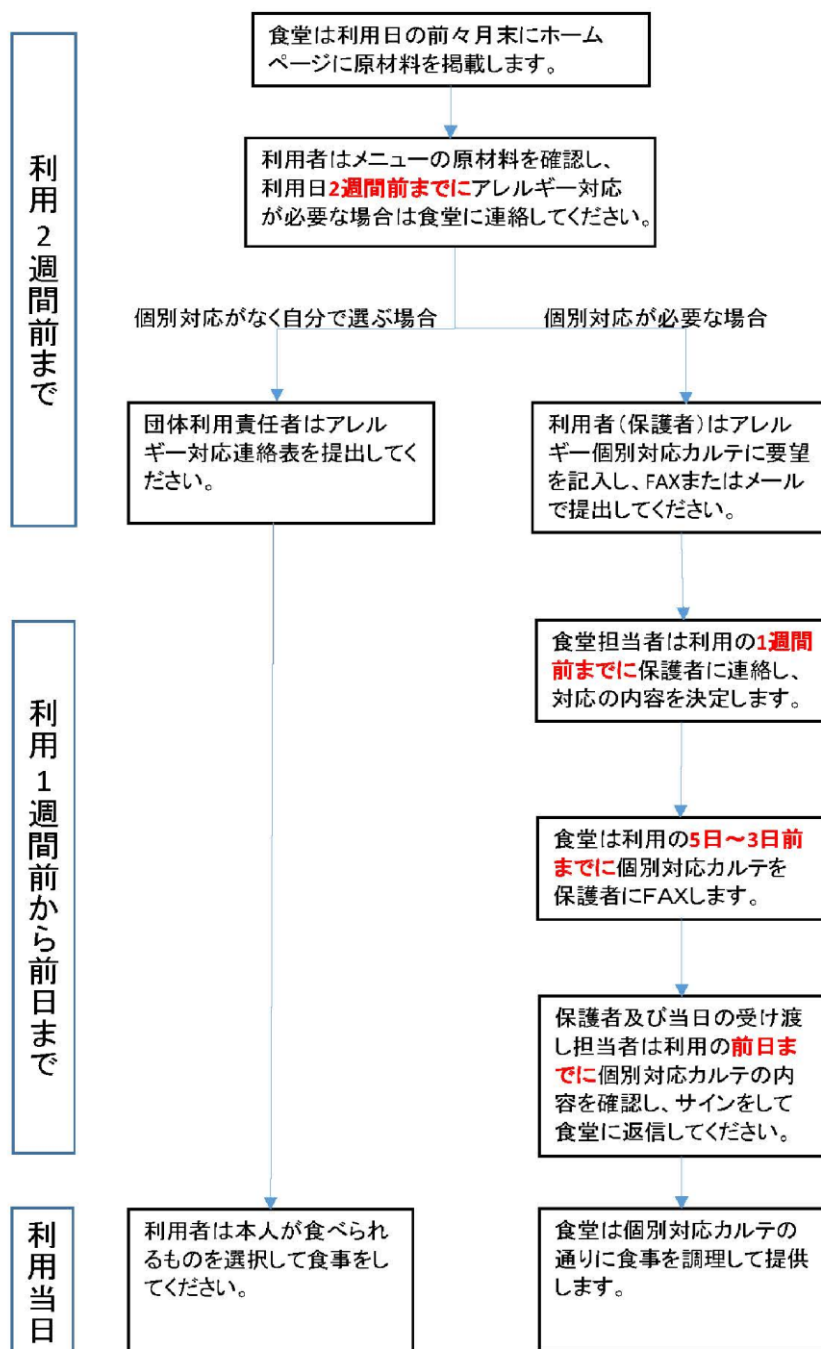 食堂は利用日の前々月末にホーム
ページに原材料を掲載します。
利用2週間前まで
利用者はメニューの原材料を確認し、
利用日2週間前までにアレルギー対応
が必要な場合は食堂に連絡してください。
個別対応がなく自分で選ぶ場合
個別対応が必要な場合
団体利用責任者はアレル
ギー対応連絡表を提出してく
ださい。
利用者(保護者)はアレル
ギー個別対応カルテに要望
を記入し、FAXまたはメール
で提出してください。
利用1週間前から前日まで
食堂担当者は利用の1週間
前までに保護者に連絡し、
対応の内容を決定します。
食堂は利用の5日~3日前
までに個別対応カルテを
保護者にFAXします。
保護者及び当日の受け渡
し担当者は利用の前日ま
でに個別対応カルテの内
容を確認し、サインをして
食堂に返信してください。
利用当日
利用者は本人が食べられ
るものを選択して食事をし
てください。
食堂は個別対応カルテの
通りに食事を調理して提供
します。